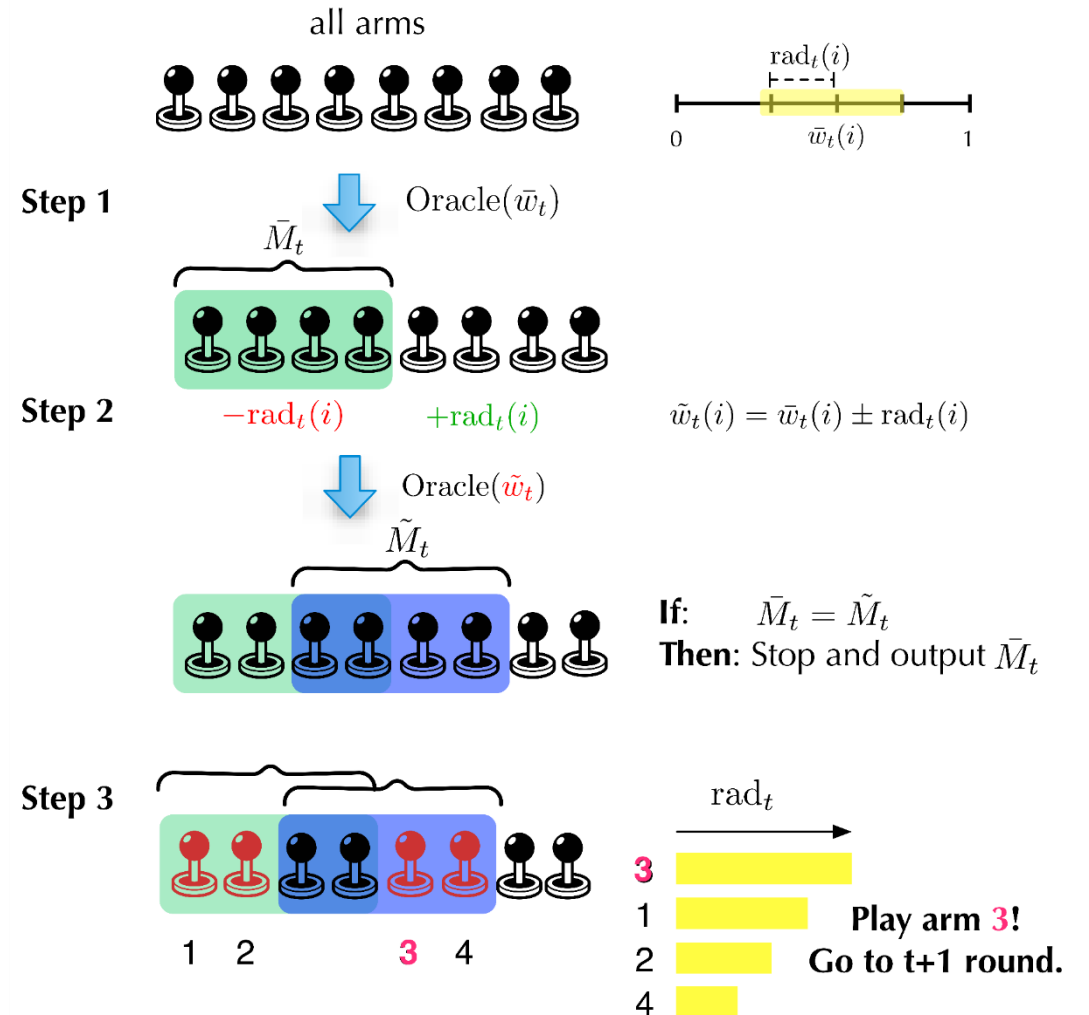 all arms
rad_t(i)
0
w̄_t(i)
1
Step 1
Oracle(w̄_t)
M̄_t
Step 2
−rad_t(i)
+rad_t(i)
w̃_t(i) = w̄_t(i) ± rad_t(i)
Oracle(w̃_t)
M̃_t
If: M̄_t = M̃_t
Then: Stop and output M̄_t
Step 3
rad_t
1 2 3 4
3
1
2
4
Play arm 3!
Go to t+1 round.